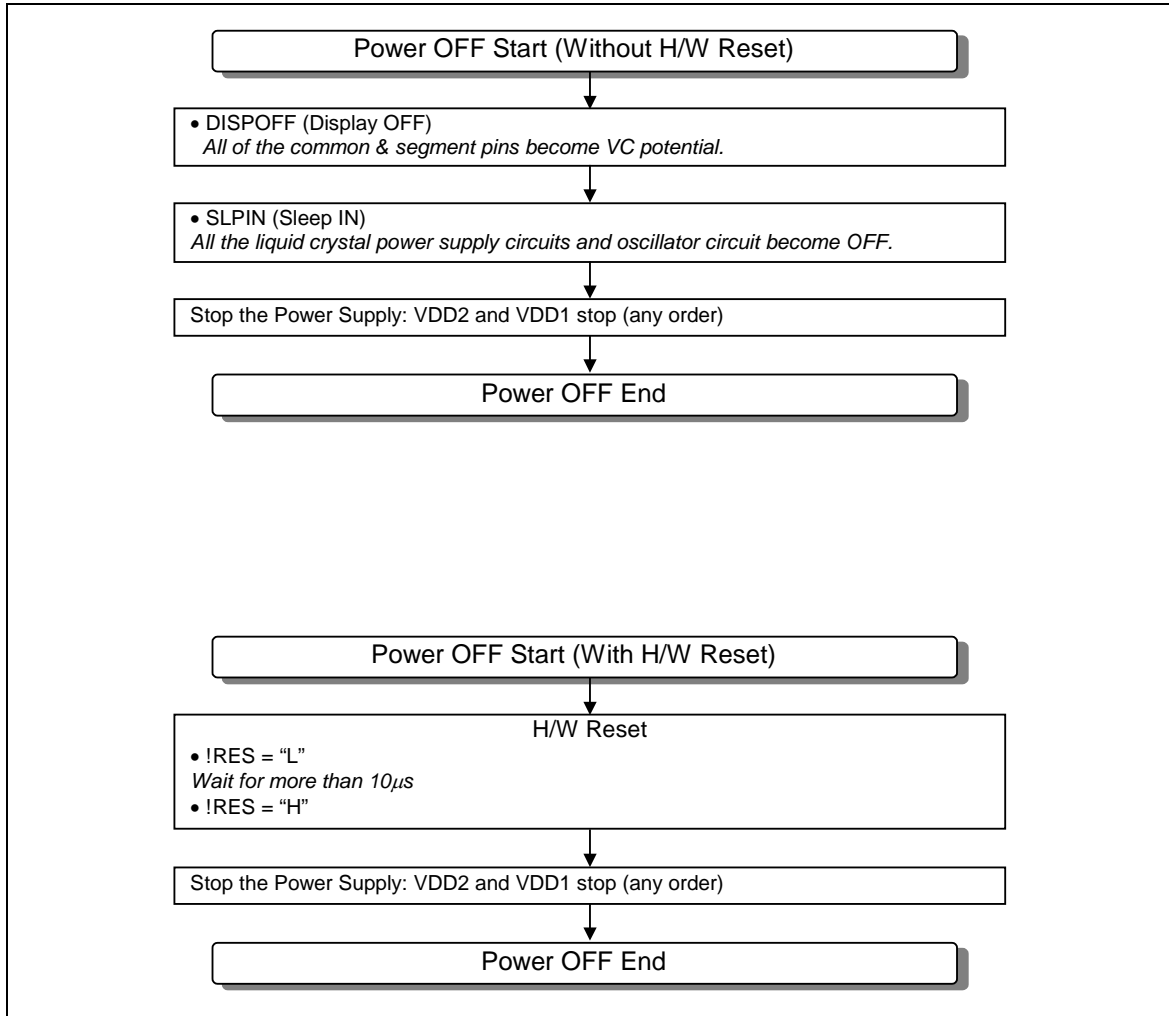 Power OFF Start (Without H/W Reset)
• DISPOFF (Display OFF)
All of the common & segment pins become VC potential.
• SLPIN (Sleep IN)
All the liquid crystal power supply circuits and oscillator circuit become OFF.
Stop the Power Supply: VDD2 and VDD1 stop (any order)
Power OFF End
Power OFF Start (With H/W Reset)
H/W Reset
• !RES = “L”
Wait for more than 10μs
• !RES = “H”
Stop the Power Supply: VDD2 and VDD1 stop (any order)
Power OFF End